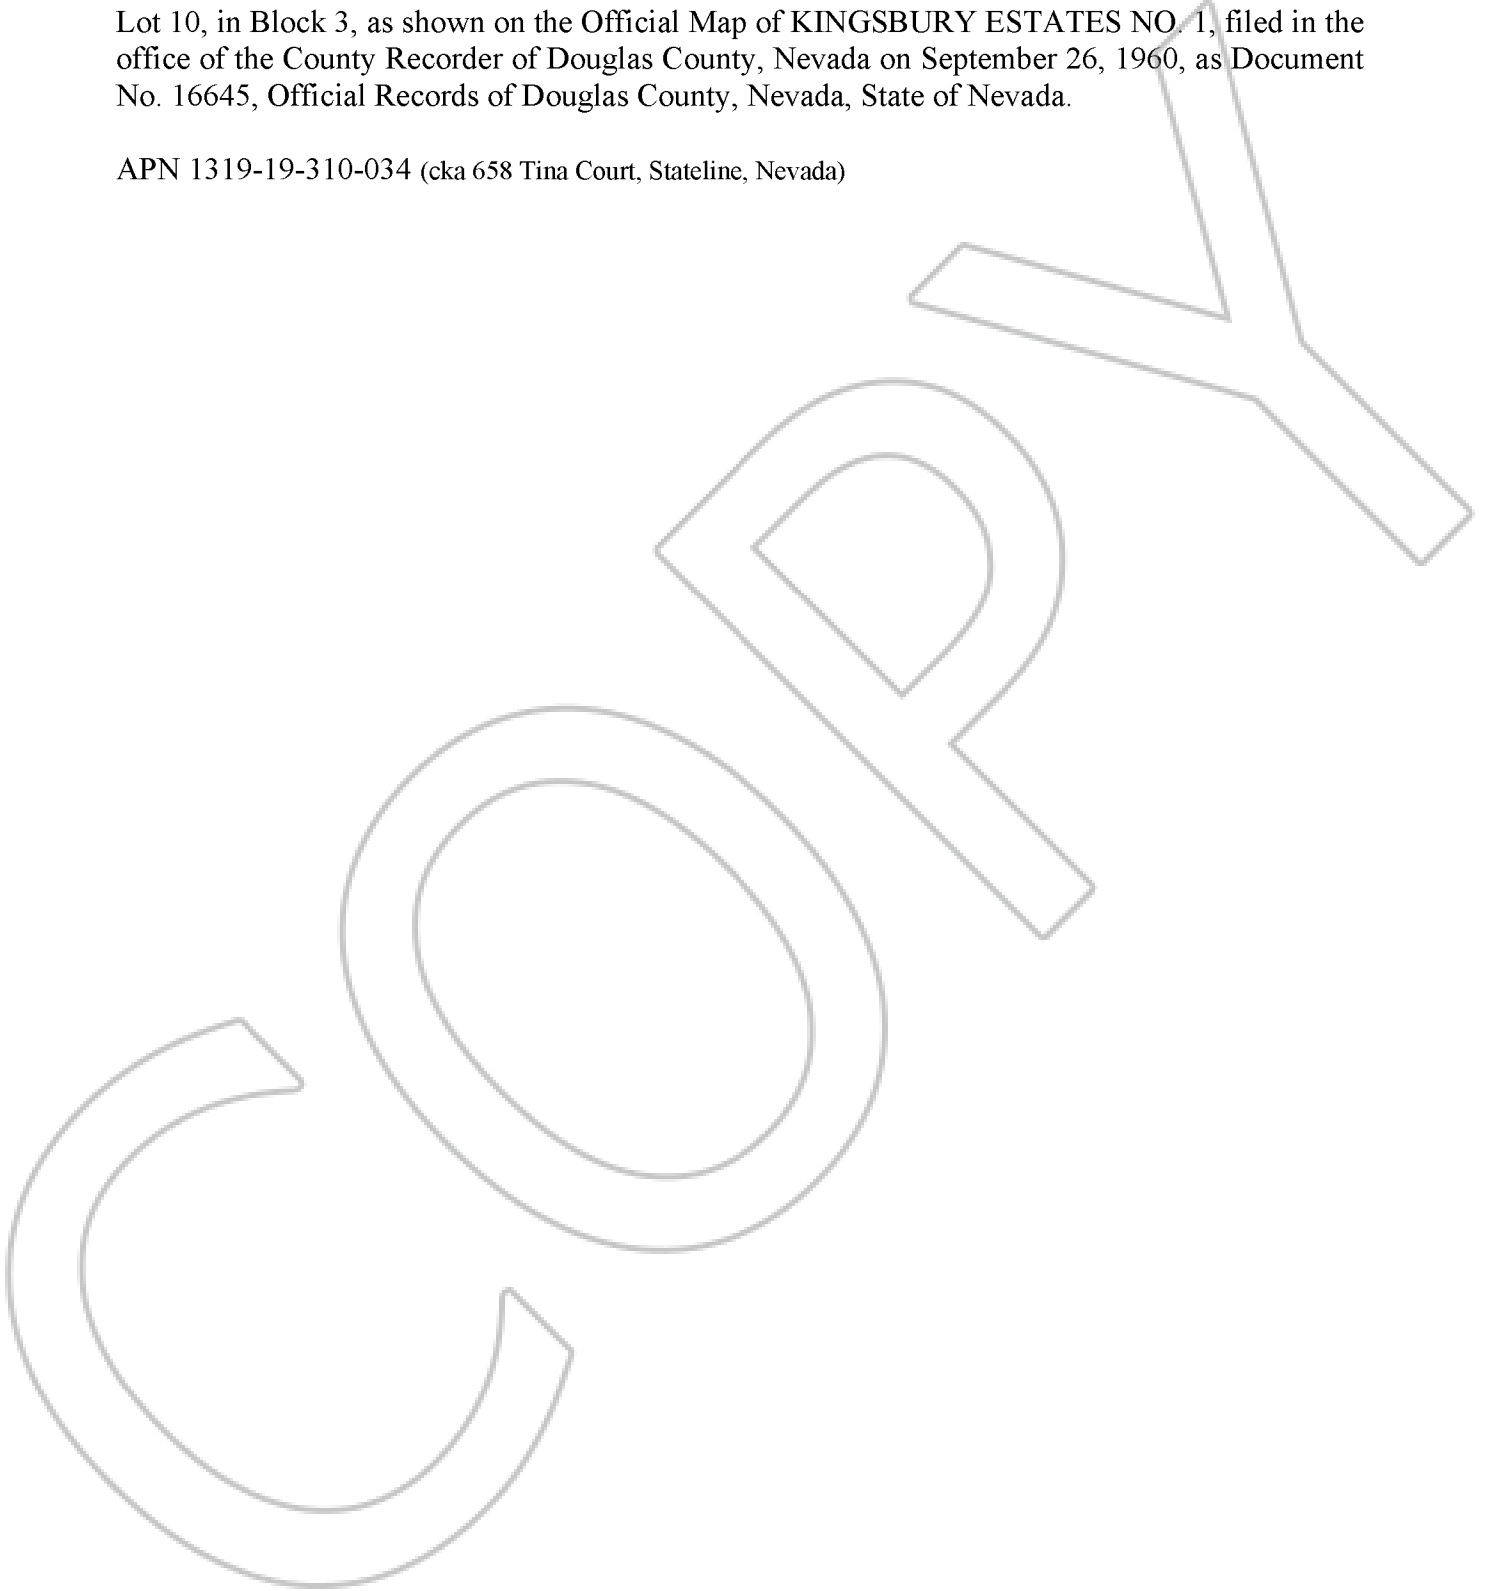 Lot 10, in Block 3, as shown on the Official Map of KINGSBURY ESTATES NO. 1, filed in the
office of the County Recorder of Douglas County, Nevada on September 26, 1960, as Document
No. 16645, Official Records of Douglas County, Nevada, State of Nevada.
APN 1319-19-310-034 (cka 658 Tina Court, Stateline, Nevada)
COPY